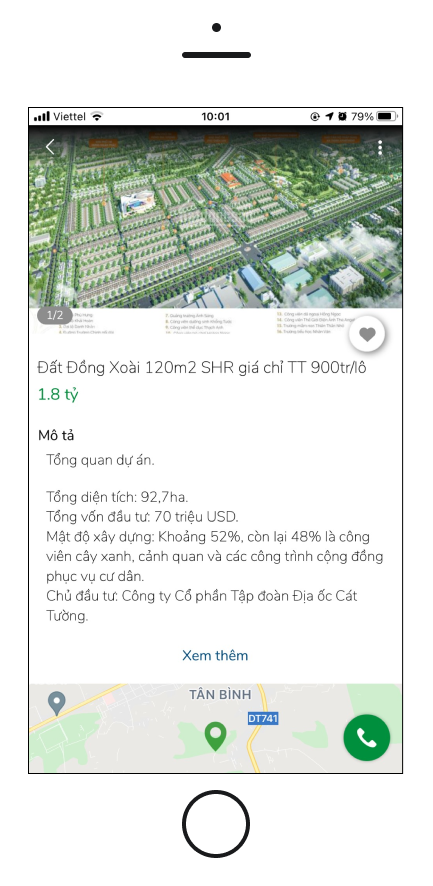 Viettel
10:01
79%
1/2
Đất Đồng Xoài 120m2 SHR giá chỉ TT 900tr/lô
1.8 tỷ
Mô tả
Tổng quan dự án.
Tổng diện tích: 92,7ha.
Tổng vốn đầu tư: 70 triệu USD.
Mật độ xây dựng: Khoảng 52%, còn lại 48% là công
viên cây xanh, cảnh quan và các công trình cộng đồng
phục vụ cư dân.
Chủ đầu tư: Công ty Cổ phần Tập đoàn Địa ốc Cát
Tường.
Xem thêm
TÂN BÌNH
DT741